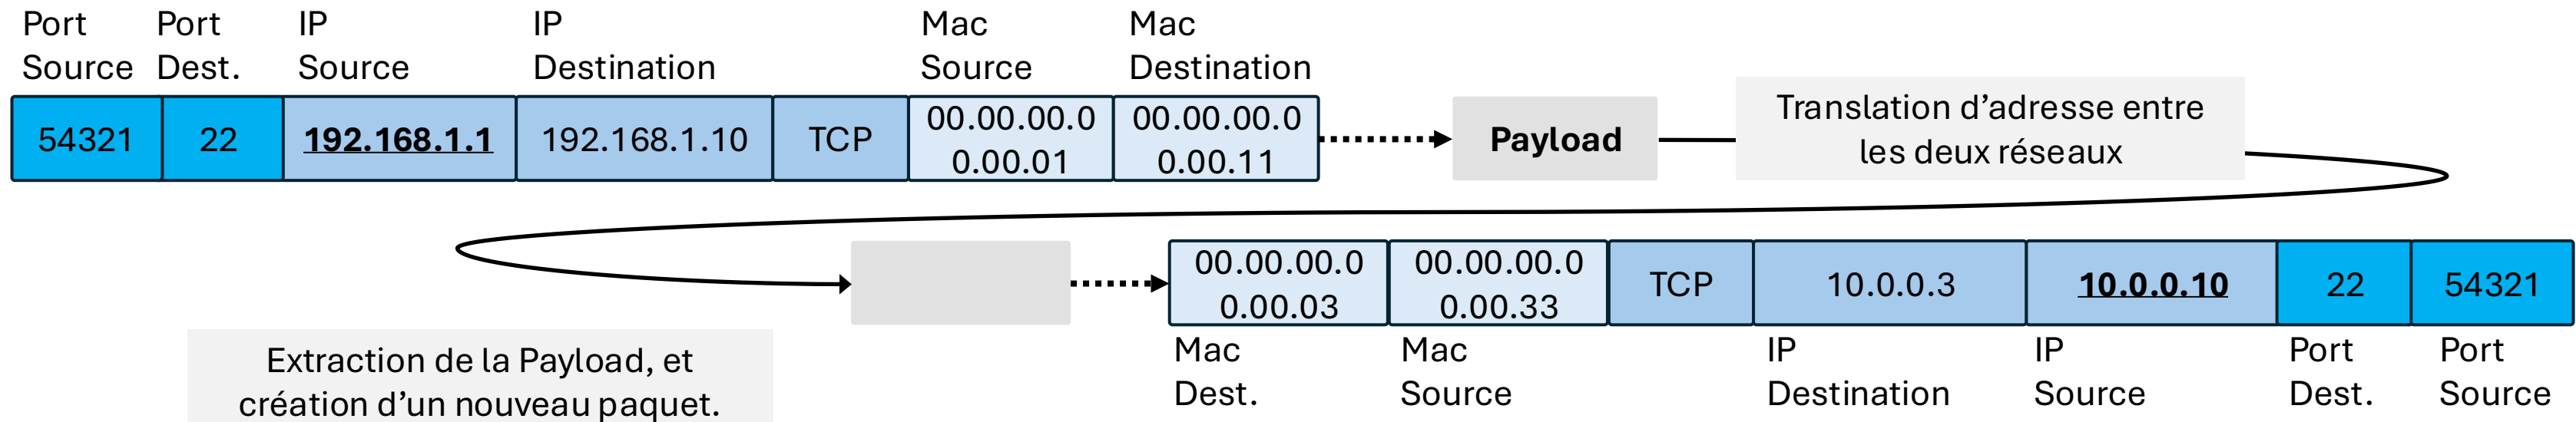 Port Source
Port Dest.
IP Source
IP Destination
Mac Source
Mac Destination
54321
22
192.168.1.1
192.168.1.10
TCP
00.00.00.0
0.00.01
00.00.00.0
0.00.11
Payload
Translation d’adresse entre
les deux réseaux
00.00.00.0
0.00.03
00.00.00.0
0.00.33
TCP
10.0.0.3
10.0.0.10
22
54321
Mac Dest.
Mac Source
IP Destination
IP Source
Port Dest.
Port Source
Extraction de la Payload, et
création d’un nouveau paquet.